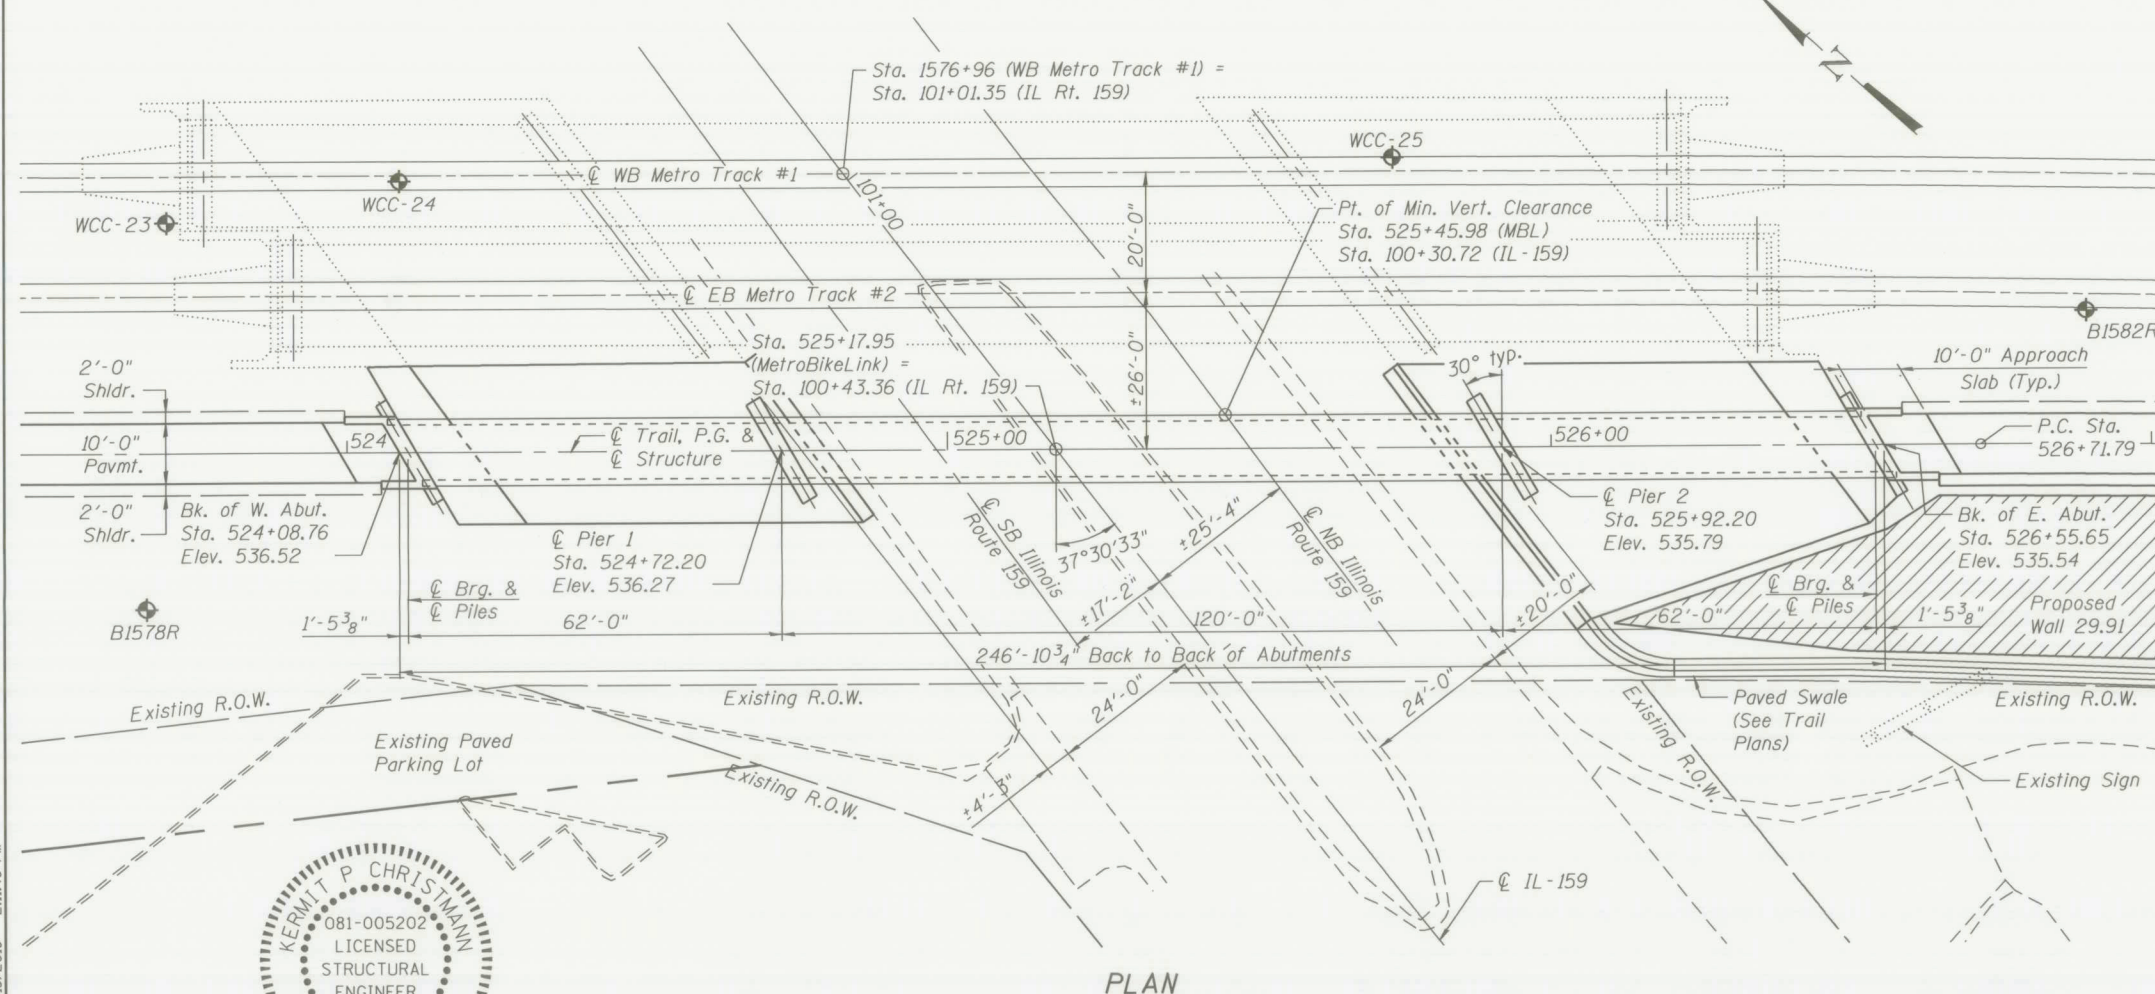 Sta. 1576+96 (WB Metro Track #1) =
Sta. 101+01.35 (IL Rt. 159)
N
WCC-25
℄ WB Metro Track #1
101+00
WCC-24
WCC-23
20'-0"
Pt. of Min. Vert. Clearance
Sta. 525+45.98 (MBL)
Sta. 100+30.72 (IL-159)
℄ EB Metro Track #2
B1582R
Sta. 525+17.95
(MetroBikeLink) =
Sta. 100+43.36 (IL Rt. 159)
±26'-0"
30° typ.
10'-0" Approach
Slab (Typ.)
2'-0"
Shldr.
10'-0"
Pavmt.
2'-0"
Shldr.
524
℄ Trail, P.G. &
℄ Structure
525+00
526+00
P.C. Sta.
526+71.79
Bk. of W. Abut.
Sta. 524+08.76
Elev. 536.52
℄ Pier 1
Sta. 524+72.20
Elev. 536.27
℄ SB Illinois
Route 159
37°30'33"
±25'-4"
℄ NB Illinois
Route 159
℄ Pier 2
Sta. 525+92.20
Elev. 535.79
Bk. of E. Abut.
Sta. 526+55.65
Elev. 535.54
℄ Brg. &
℄ Piles
±17'-2"
±20'-0"
℄ Brg. &
℄ Piles
Proposed
Wall 29.91
B1578R
1'-5 3/8"
62'-0"
120'-0"
62'-0"
1'-5 3/8"
246'-10 3/4" Back to Back of Abutments
Existing R.O.W.
Existing R.O.W.
24'-0"
24'-0"
Existing R.O.W.
Paved Swale
(See Trail
Plans)
Existing R.O.W.
Existing Paved
Parking Lot
Existing R.O.W.
±4'-3"
Existing Sign
℄ IL-159
KERMIT P CHRISTMANN
081-005202
LICENSED
STRUCTURAL
ENGINEER
PLAN